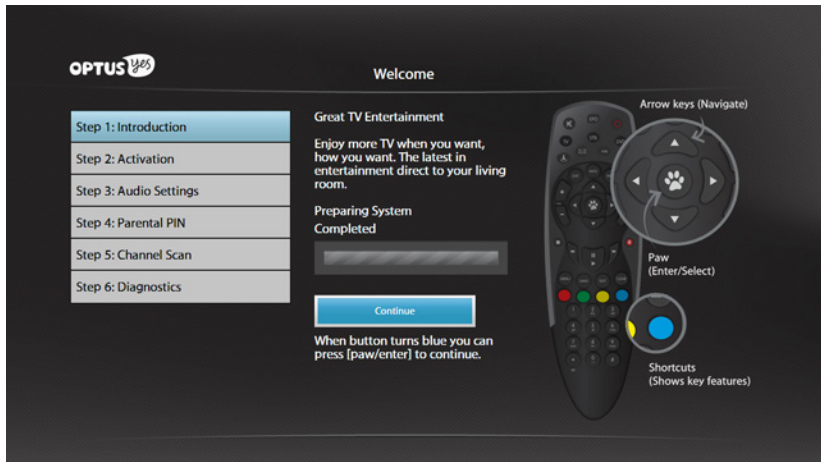 OPTUS yes
Welcome
Step 1: Introduction
Step 2: Activation
Step 3: Audio Settings
Step 4: Parental PIN
Step 5: Channel Scan
Step 6: Diagnostics
Great TV Entertainment
Enjoy more TV when you want,
how you want. The latest in
entertainment direct to your living
room.
Preparing System
Completed
Continue
When button turns blue you can
press [paw/enter] to continue.
Arrow keys (Navigate)
Paw
(Enter/Select)
Shortcuts
(Shows key features)